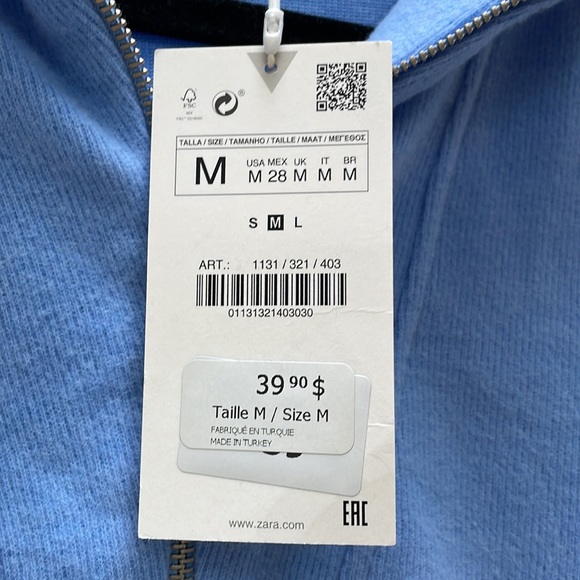 FSC
®
TALLA / SIZE / TAMANHO / TAILLE / MAAT / ΜΕΓΕΘΟΣ
M
USA MEX UK IT BR
M 28 M M M
S M L
ART.: 1131 / 321 / 403
01131321403030
39 90 $
Taille M / Size M
FABRIQUÉ EN TURQUIE
MADE IN TURKEY
www.zara.com
EAC